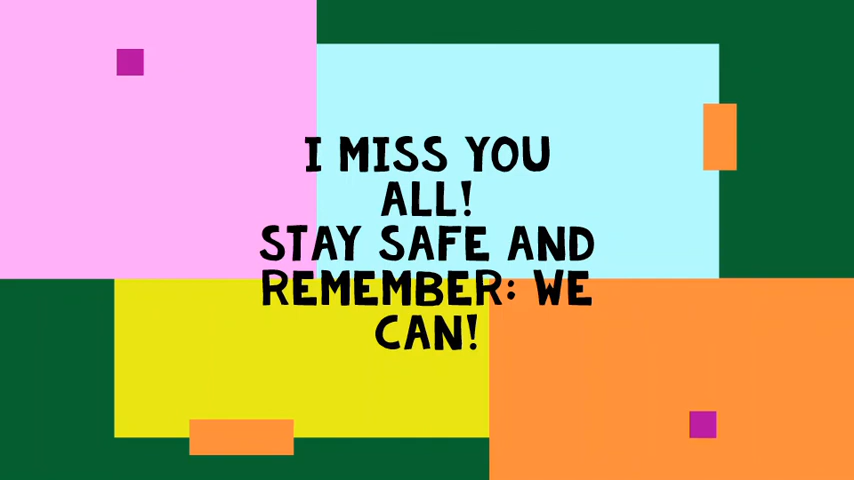 I MISS YOU
ALL!
STAY SAFE AND
REMEMBER: WE
CAN!